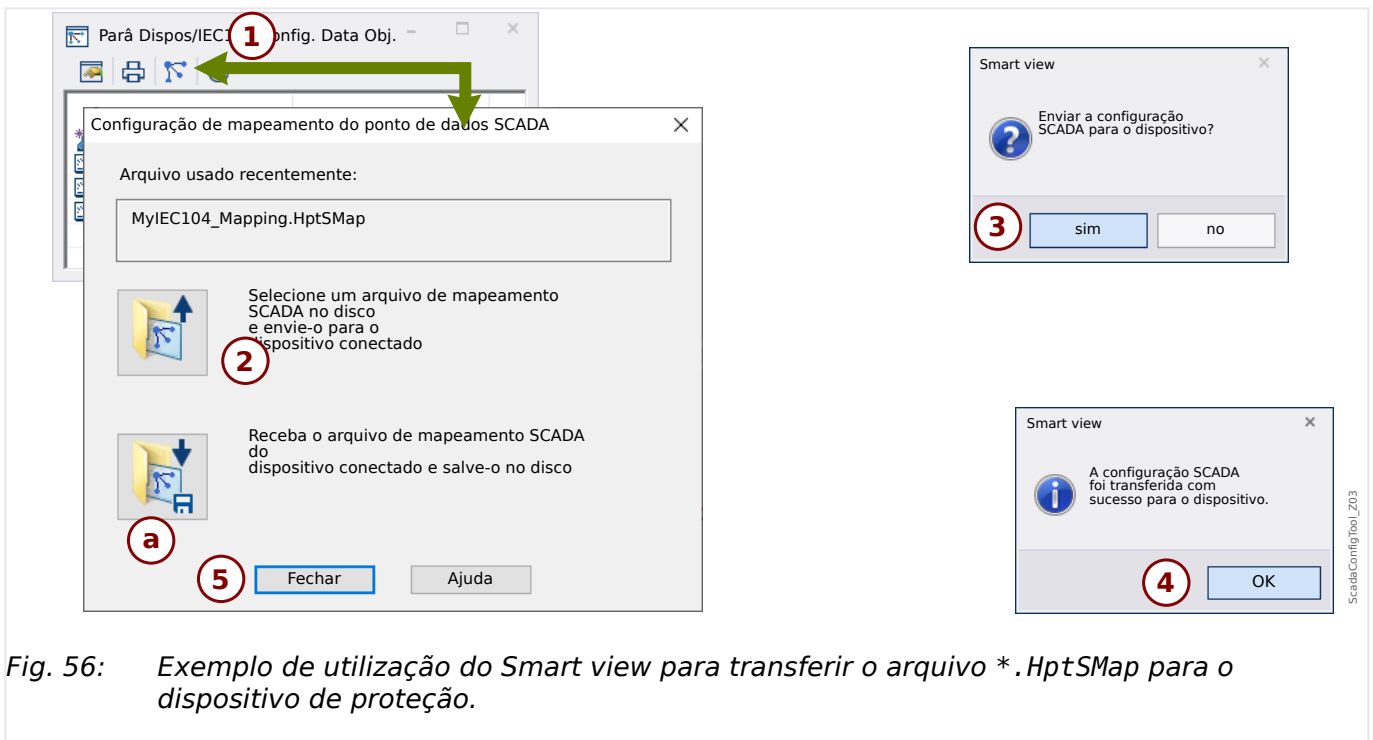 Parâ Dispos/IEC1 onfig. Data Obj.
1
Configuração de mapeamento do ponto de dados SCADA
Arquivo usado recentemente:
MyIEC104_Mapping.HptSMap
Selecione um arquivo de mapeamento
SCADA no disco
e envie-o para o
dispositivo conectado
2
Receba o arquivo de mapeamento SCADA
do
dispositivo conectado e salve-o no disco
a
5
Fechar
Ajuda
Smart view
Enviar a configuração
SCADA para o dispositivo?
3
sim
no
Smart view
A configuração SCADA
foi transferida com
sucesso para o dispositivo.
4
OK
ScadaConfigTool_Z03
Fig. 56: Exemplo de utilização do Smart view para transferir o arquivo *.HptSMap para o
dispositivo de proteção.